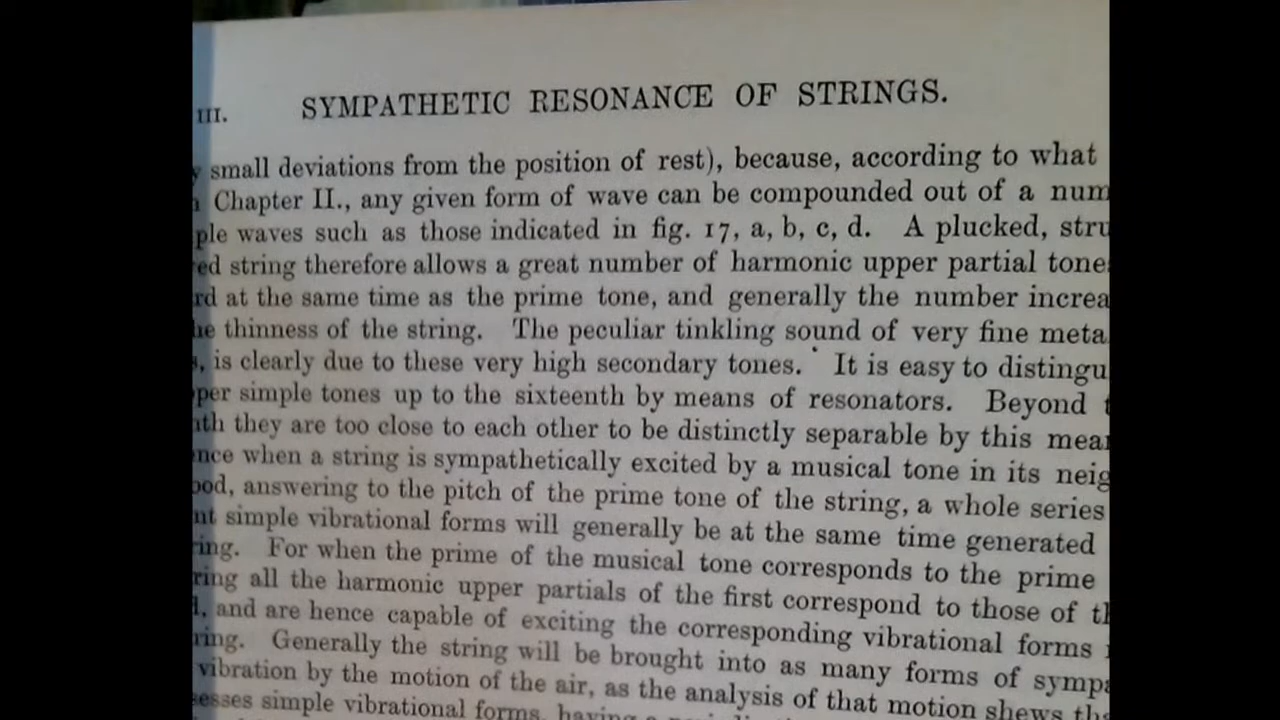 III. SYMPATHETIC RESONANCE OF STRINGS.
small deviations from the position of rest), because, according to what
Chapter II., any given form of wave can be compounded out of a num
ple waves such as those indicated in fig. 17, a, b, c, d. A plucked, stru
ed string therefore allows a great number of harmonic upper partial tone
rd at the same time as the prime tone, and generally the number increa
he thinness of the string. The peculiar tinkling sound of very fine meta
, is clearly due to these very high secondary tones. It is easy to distingu
per simple tones up to the sixteenth by means of resonators. Beyond t
nth they are too close to each other to be distinctly separable by this mean
nce when a string is sympathetically excited by a musical tone in its neig
ood, answering to the pitch of the prime tone of the string, a whole series
nt simple vibrational forms will generally be at the same time generated
ring. For when the prime of the musical tone corresponds to the prime
ring all the harmonic upper partials of the first correspond to those of th
, and are hence capable of exciting the corresponding vibrational forms
ring. Generally the string will be brought into as many forms of sympa
vibration by the motion of the air, as the analysis of that motion shews tha
sesses simple vibrational forms, having a